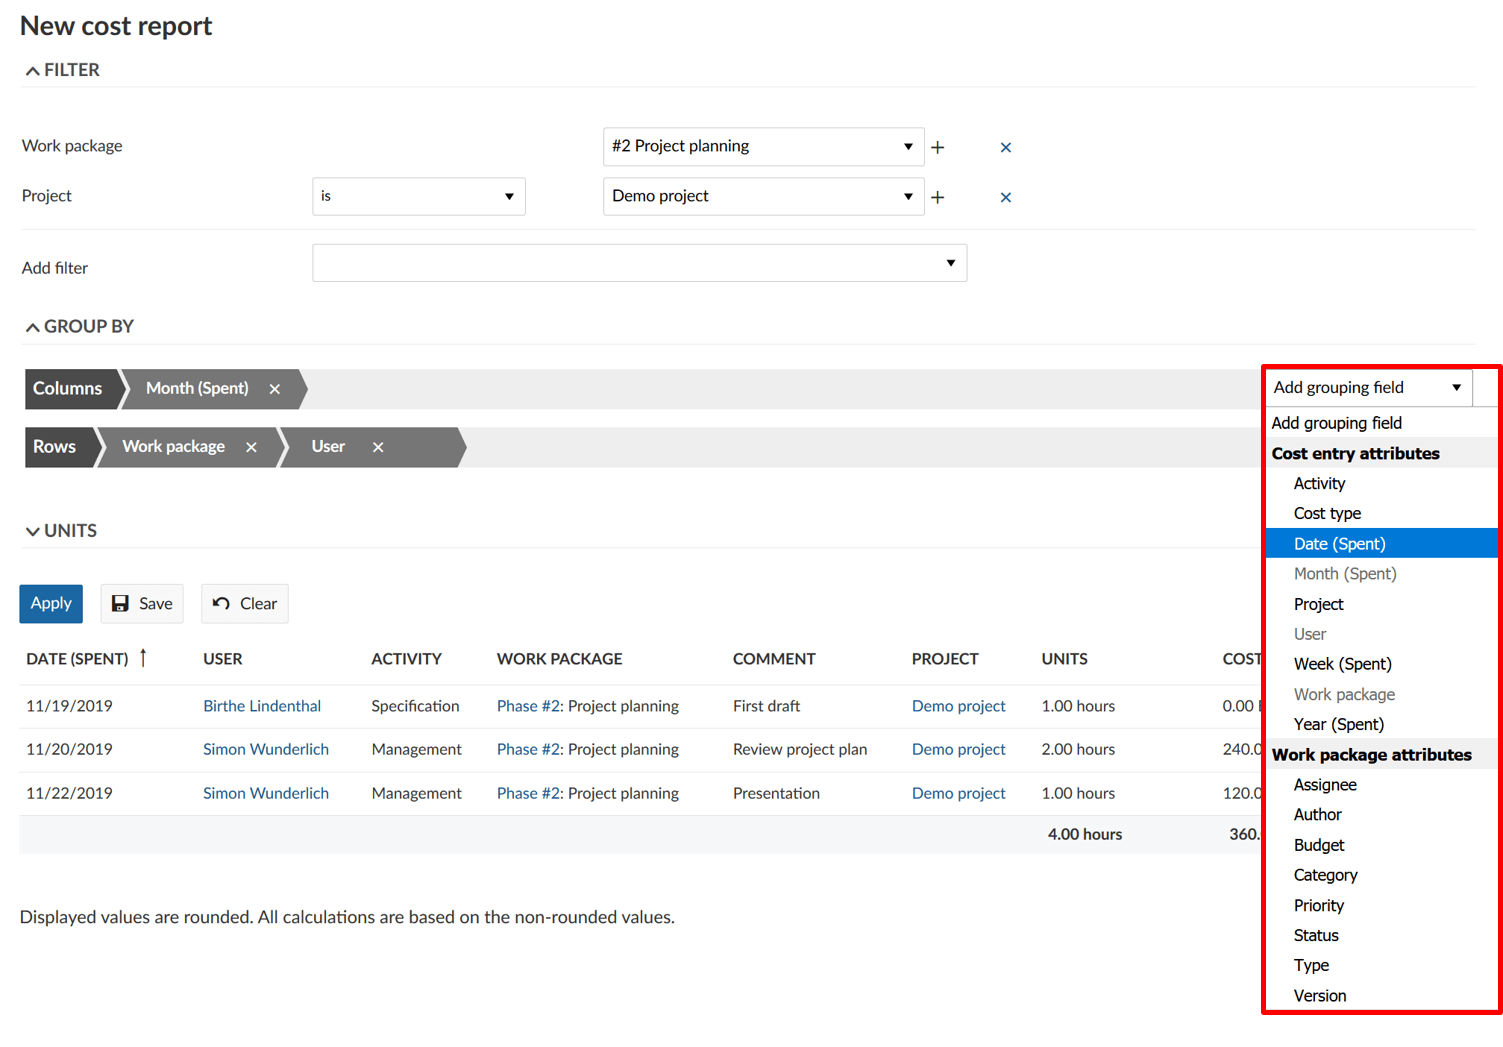 New cost report
FILTER
Work package #2 Project planning
Project is Demo project
Add filter
GROUP BY
Columns Month (Spent) Add grouping field
Rows Work package User
Add grouping field
Cost entry attributes
Activity
Cost type
Date (Spent)
Month (Spent)
Project
User
Week (Spent)
Work package
Year (Spent)
Work package attributes
Assignee
Author
Budget
Category
Priority
Status
Type
Version
UNITS
Apply Save Clear
DATE (SPENT) USER ACTIVITY WORK PACKAGE COMMENT PROJECT UNITS COST
11/19/2019 Birthe Lindenthal Specification Phase #2: Project planning First draft Demo project 1.00 hours 0.00
11/20/2019 Simon Wunderlich Management Phase #2: Project planning Review project plan Demo project 2.00 hours 240.0
11/22/2019 Simon Wunderlich Management Phase #2: Project planning Presentation Demo project 1.00 hours 120.0
4.00 hours 360.
Displayed values are rounded. All calculations are based on the non-rounded values.